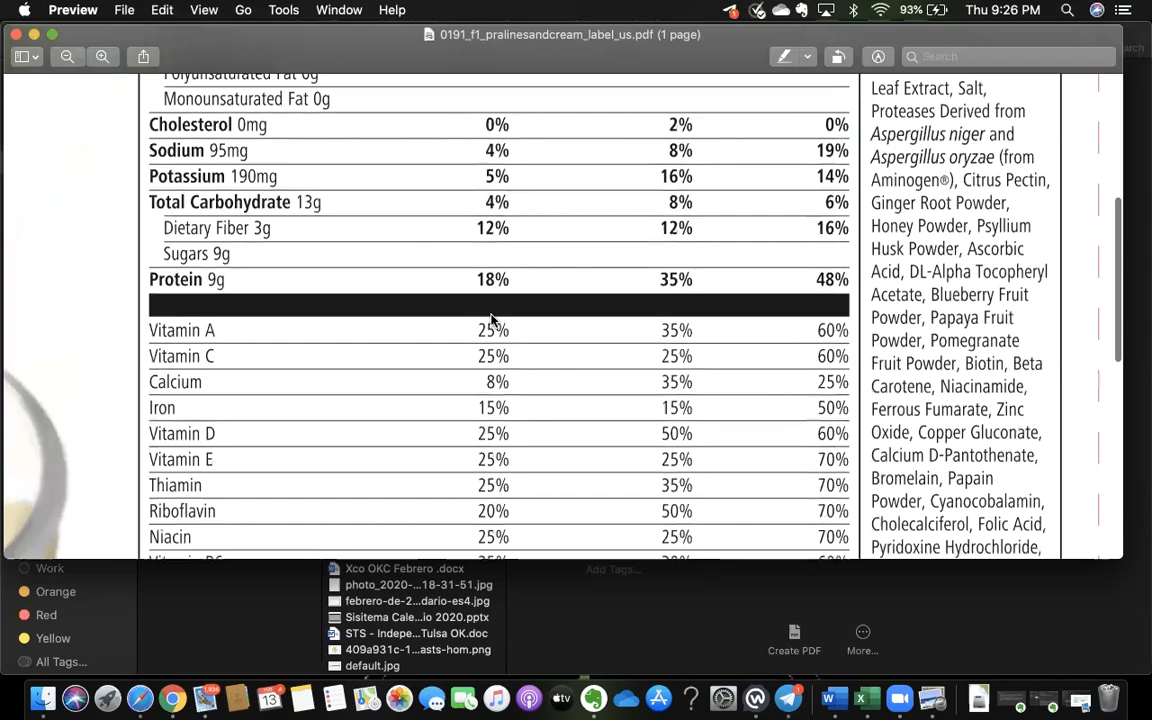 Preview File Edit View Go Tools Window Help 93% Thu 9:26 PM
0191_f1_pralinesandcream_label_us.pdf (1 page)
Search
Monounsaturated Fat 0g
Cholesterol 0mg 0% 2% 0%
Sodium 95mg 4% 8% 19%
Potassium 190mg 5% 16% 14%
Total Carbohydrate 13g 4% 8% 6%
Dietary Fiber 3g 12% 12% 16%
Sugars 9g
Protein 9g 18% 35% 48%
Vitamin A 25% 35% 60%
Vitamin C 25% 25% 60%
Calcium 8% 35% 25%
Iron 15% 15% 50%
Vitamin D 25% 50% 60%
Vitamin E 25% 25% 70%
Thiamin 25% 35% 70%
Riboflavin 20% 50% 70%
Niacin 25% 25% 70%
Leaf Extract, Salt,
Proteases Derived from
Aspergillus niger and
Aspergillus oryzae (from
Aminogen®), Citrus Pectin,
Ginger Root Powder,
Honey Powder, Psyllium
Husk Powder, Ascorbic
Acid, DL-Alpha Tocopheryl
Acetate, Blueberry Fruit
Powder, Papaya Fruit
Powder, Pomegranate
Fruit Powder, Biotin, Beta
Carotene, Niacinamide,
Ferrous Fumarate, Zinc
Oxide, Copper Gluconate,
Calcium D-Pantothenate,
Bromelain, Papain
Powder, Cyanocobalamin,
Cholecalciferol, Folic Acid,
Pyridoxine Hydrochloride,
Work
Orange
Red
Yellow
All Tags...
Xco OKC Febrero .docx
photo_2020-...18-31-51.jpg
febrero-de-2...dario-es4.jpg
Sisitema Cale...io 2020.pptx
STS - Indepe...Tulsa OK.doc
409a931c-1...asts-hom.png
default.jpg
Add Tags...
Create PDF
More...